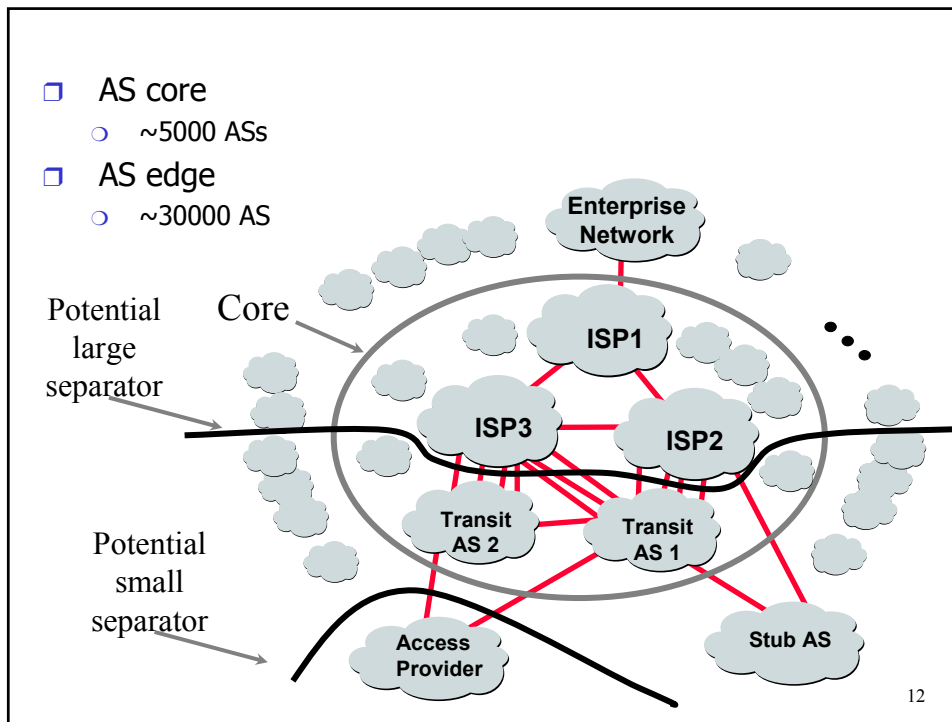 AS core
~5000 ASs
AS edge
~30000 AS
Enterprise
Network
Potential
large
separator
Core
ISP1
ISP3
ISP2
Transit
AS 2
Transit
AS 1
Potential
small
separator
Access
Provider
Stub AS
12